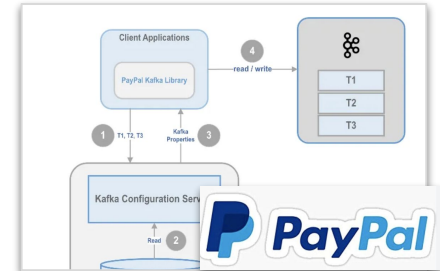 Client Applications
PayPal Kafka Library
4
read / write
T1
T2
T3
1
T1, T2, T3
Kafka
Properties
3
Kafka Configuration Serv
Read
2
PayPal